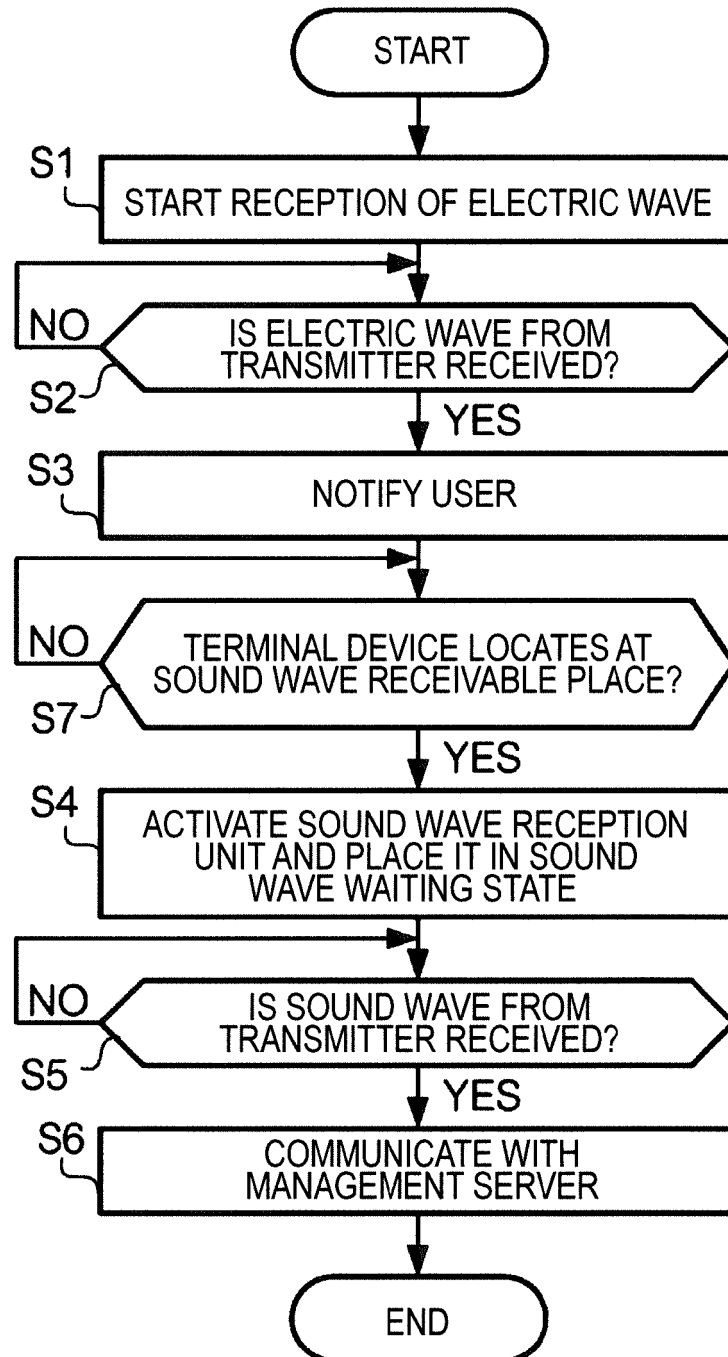 START
S1
START RECEPTION OF ELECTRIC WAVE
IS ELECTRIC WAVE FROM
TRANSMITTER RECEIVED?
NO
S2
YES
S3
NOTIFY USER
TERMINAL DEVICE LOCATES AT
SOUND WAVE RECEIVABLE PLACE?
NO
S7
YES
S4
ACTIVATE SOUND WAVE RECEPTION
UNIT AND PLACE IT IN SOUND
WAVE WAITING STATE
IS SOUND WAVE FROM
TRANSMITTER RECEIVED?
NO
S5
YES
S6
COMMUNICATE WITH
MANAGEMENT SERVER
END